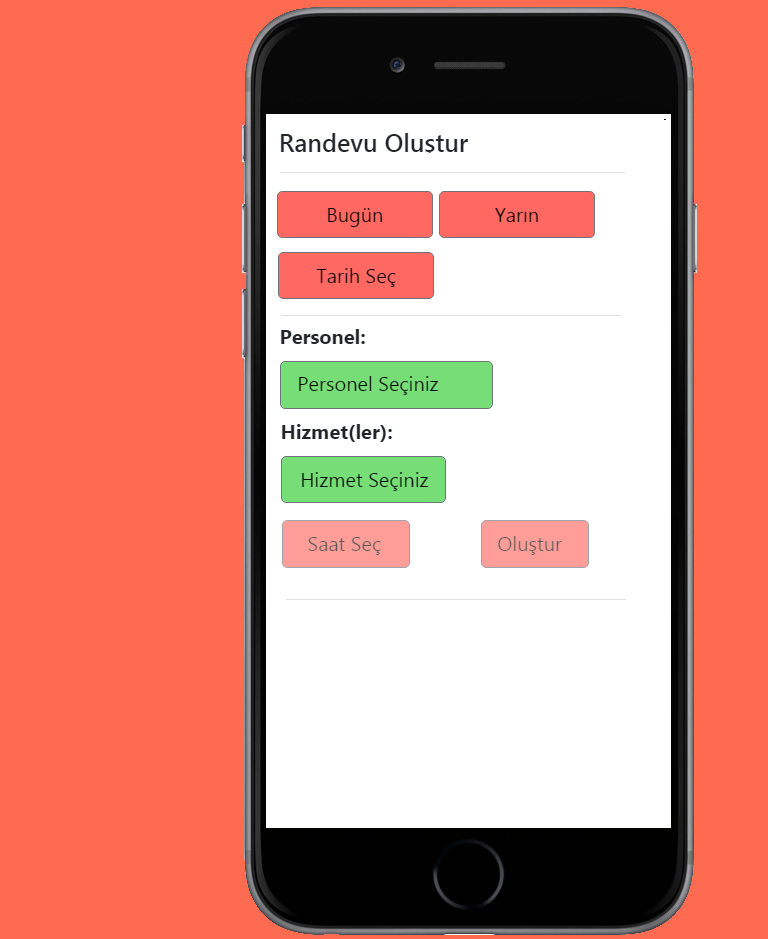 Randevu Olustur
Bugün Yarın
Tarih Seç
Personel:
Personel Seçiniz
Hizmet(ler):
Hizmet Seçiniz
Saat Seç Oluştur